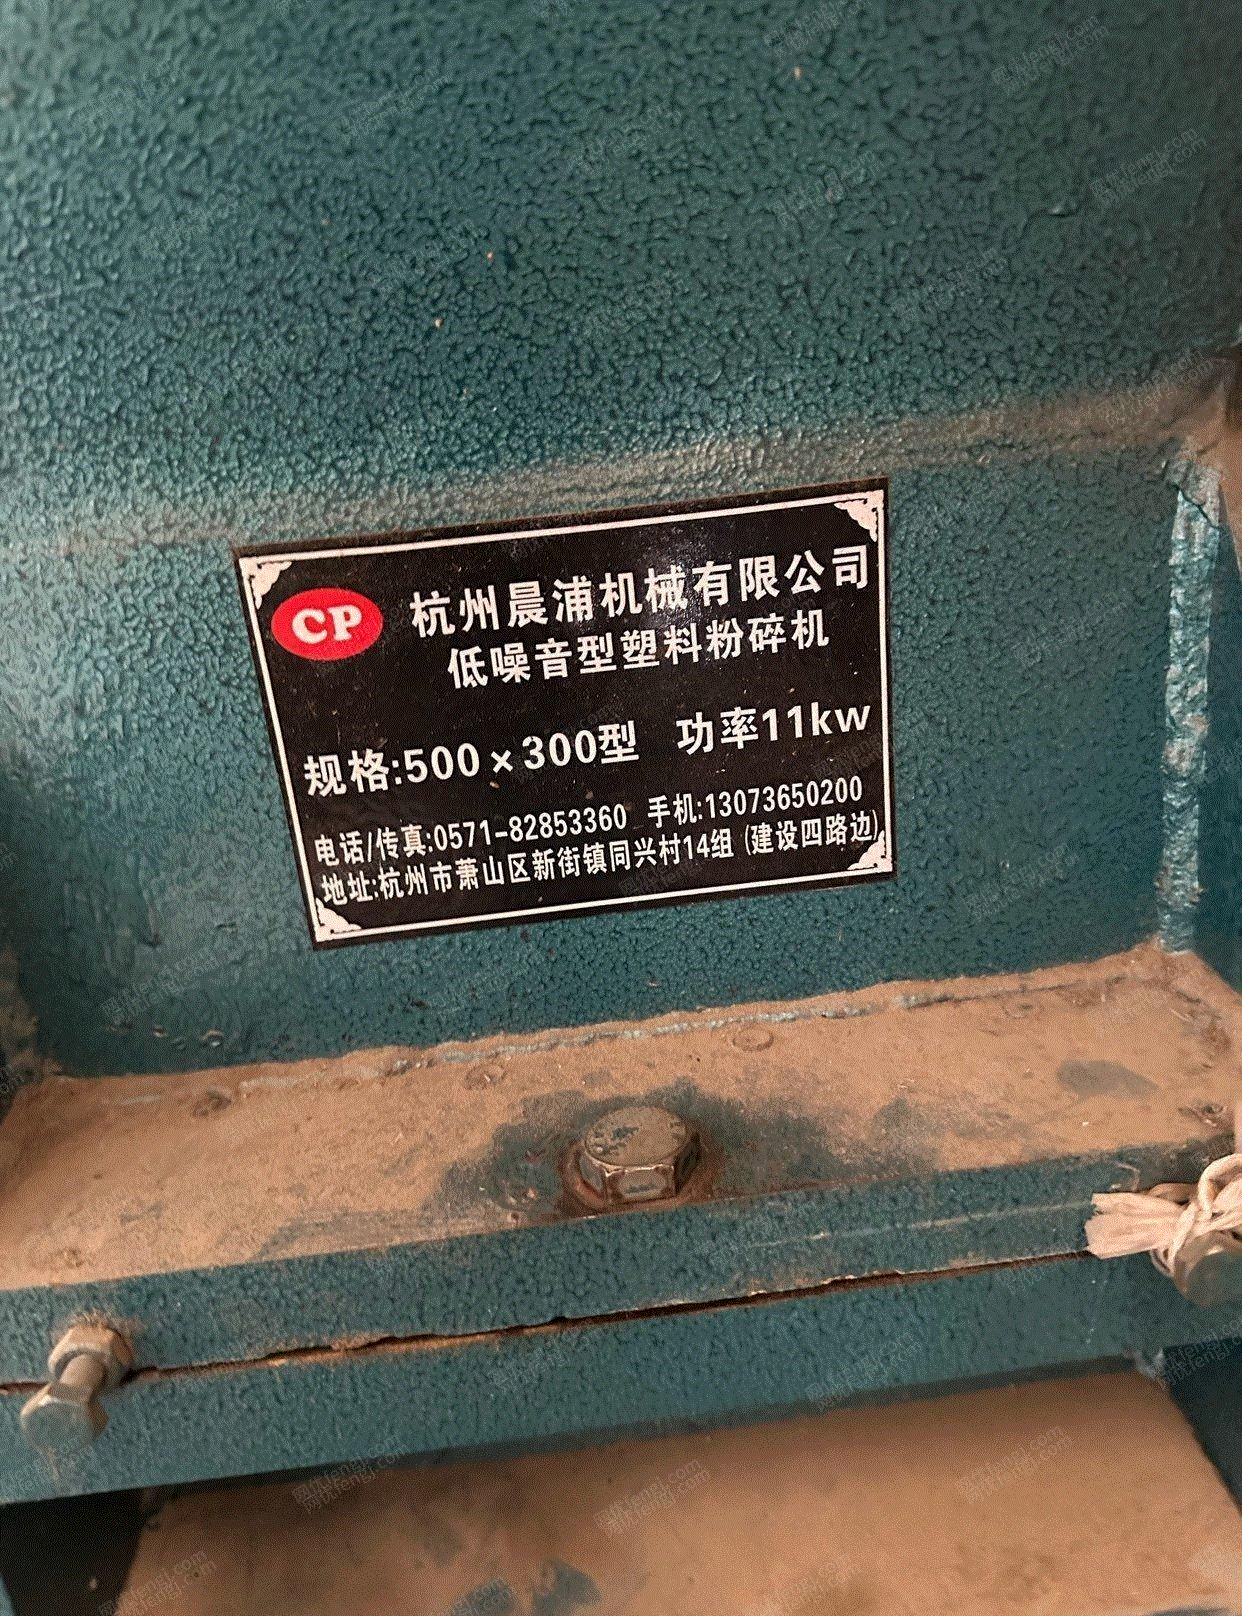 CP
杭州晨浦机械有限公司
低噪音型塑料粉碎机
规格:500×300型 功率11kw
电话/传真:0571-82853360 手机:13073650200
地址:杭州市萧山区新街镇同兴村14组(建设四路边)